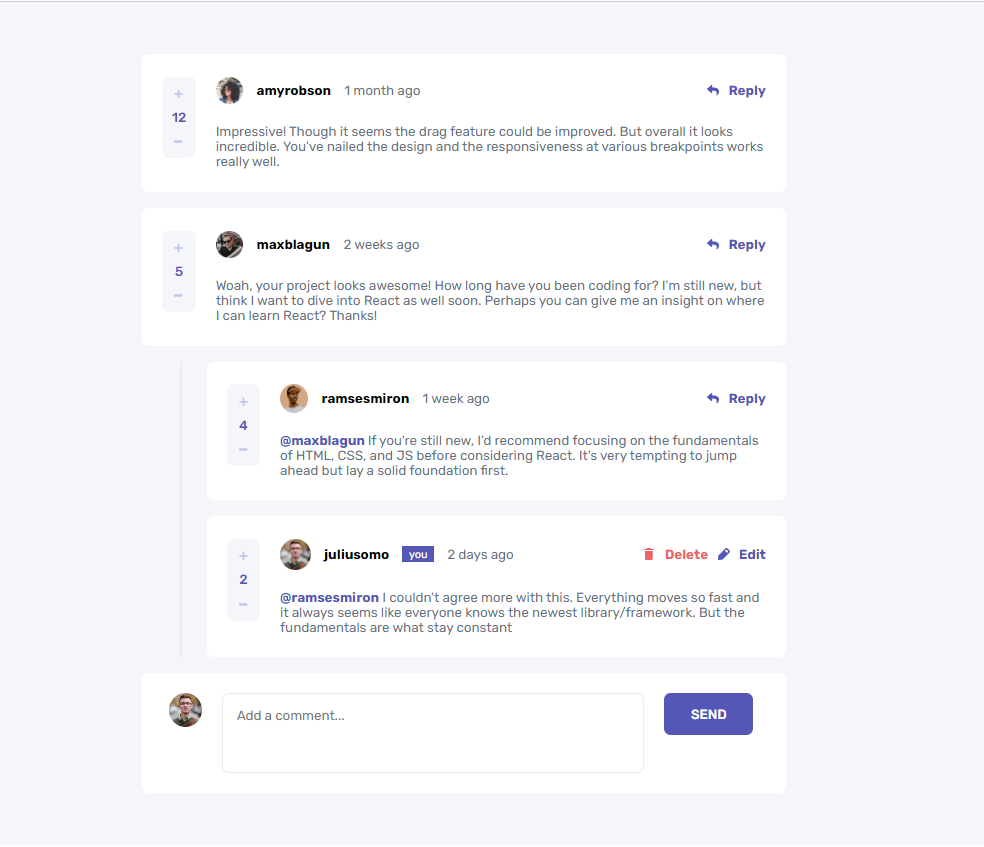 +
12
−
amyrobson 1 month ago Reply
Impressive! Though it seems the drag feature could be improved. But overall it looks
incredible. You've nailed the design and the responsiveness at various breakpoints works
really well.
+
5
−
maxblagun 2 weeks ago Reply
Woah, your project looks awesome! How long have you been coding for? I'm still new, but
think I want to dive into React as well soon. Perhaps you can give me an insight on where
I can learn React? Thanks!
+
4
−
ramsesmiron 1 week ago Reply
@maxblagun If you're still new, I'd recommend focusing on the fundamentals
of HTML, CSS, and JS before considering React. It's very tempting to jump
ahead but lay a solid foundation first.
+
2
−
juliusomo you 2 days ago Delete Edit
@ramsesmiron I couldn't agree more with this. Everything moves so fast and
it always seems like everyone knows the newest library/framework. But the
fundamentals are what stay constant
Add a comment...
SEND